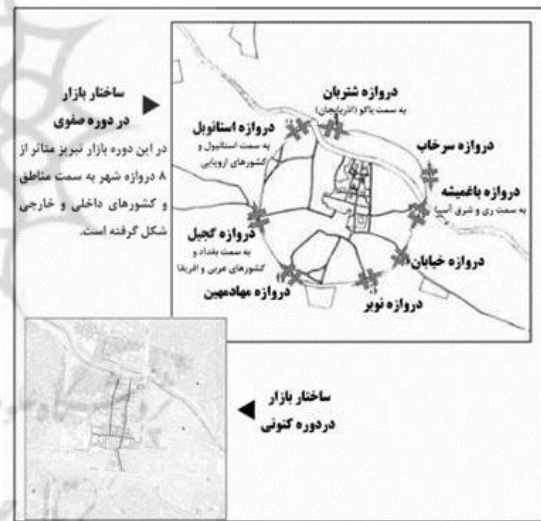 ساختار بازار
در دوره صفوی
در این دوره بازار تبریز متاثر از
۸ دروازه شهر به سمت مناطق
و کشورهای داخلی و خارجی
شکل گرفته است.
دروازه شتربان
به سمت باکو (آذربایجان)
دروازه استانوبل
به سمت استانبول و
کشورهای اروپایی
دروازه سرخاب
دروازه باغمیشه
به سمت ری و شرق آسیا
دروازه گجیل
به سمت بغداد و
کشورهای عربی و افریقا
دروازه خیابان
دروازه مهادمهین
دروازه نوبر
ساختار بازار
دردوره کنونی